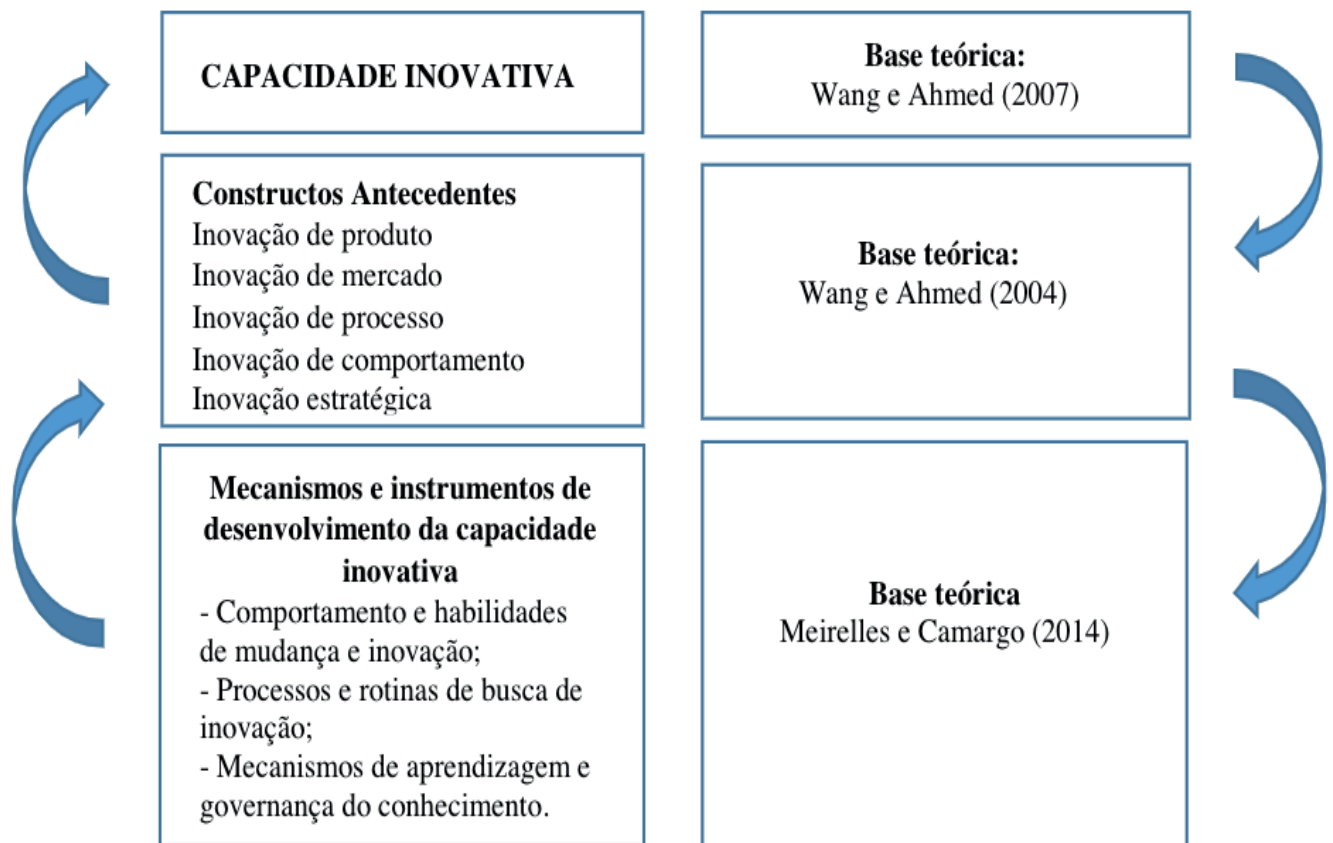 CAPACIDADE INOVATIVA
Base teórica:
Wang e Ahmed (2007)
Constructos Antecedentes
Inovação de produto
Inovação de mercado
Inovação de processo
Inovação de comportamento
Inovação estratégica
Base teórica:
Wang e Ahmed (2004)
Mecanismos e instrumentos de
desenvolvimento da capacidade
inovativa
- Comportamento e habilidades
de mudança e inovação;
- Processos e rotinas de busca de
inovação;
- Mecanismos de aprendizagem e
governança do conhecimento.
Base teórica
Meirelles e Camargo (2014)